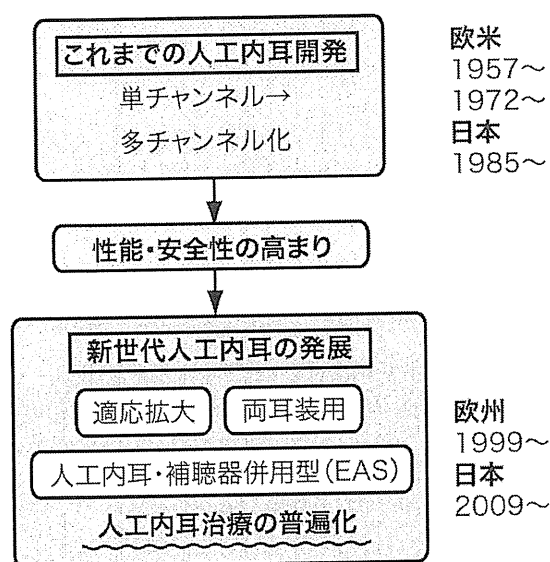 これまでの人工内耳開発
単チャンネル→
多チャンネル化
欧米
1957~
1972~
日本
1985~
性能・安全性の高まり
新世代人工内耳の発展
適応拡大
両耳装用
人工内耳・補聴器併用型(EAS)
人工内耳治療の普遍化
欧州
1999~
日本
2009~